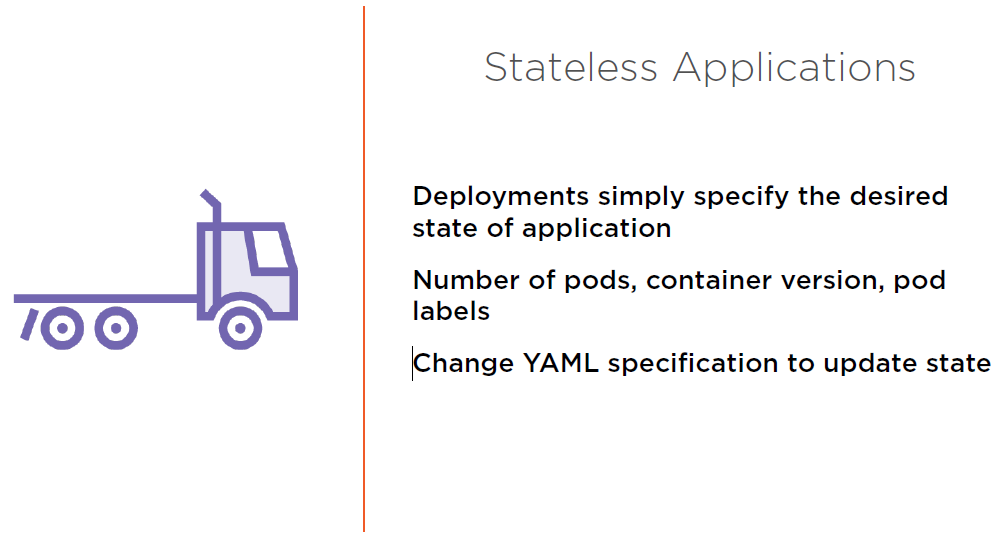 Stateless Applications
Deployments simply specify the desired
state of application
Number of pods, container version, pod
labels
Change YAML specification to update state